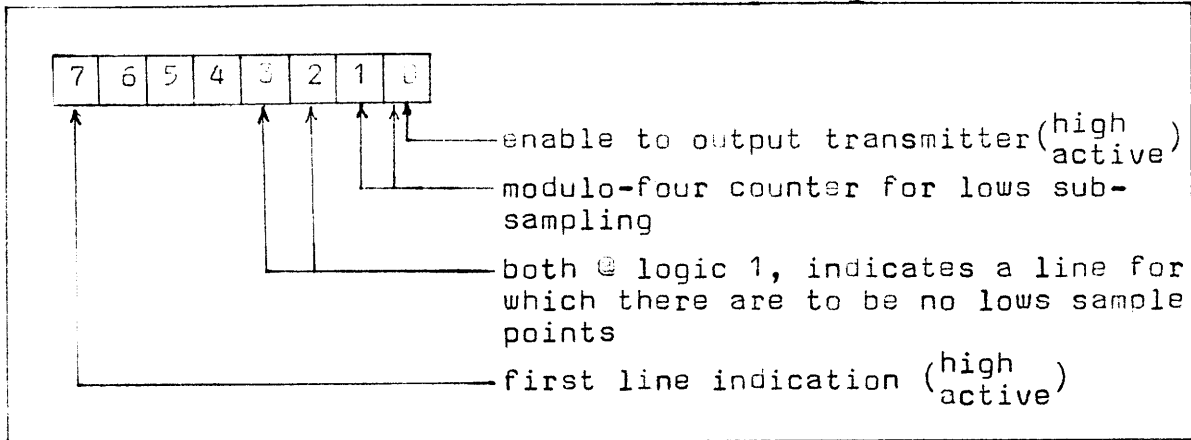 7 6 5 4 3 2 1 0
enable to output transmitter (high active)
modulo-four counter for lows sub-
sampling
both @ logic 1, indicates a line for
which there are to be no lows sample
points
first line indication (high active)